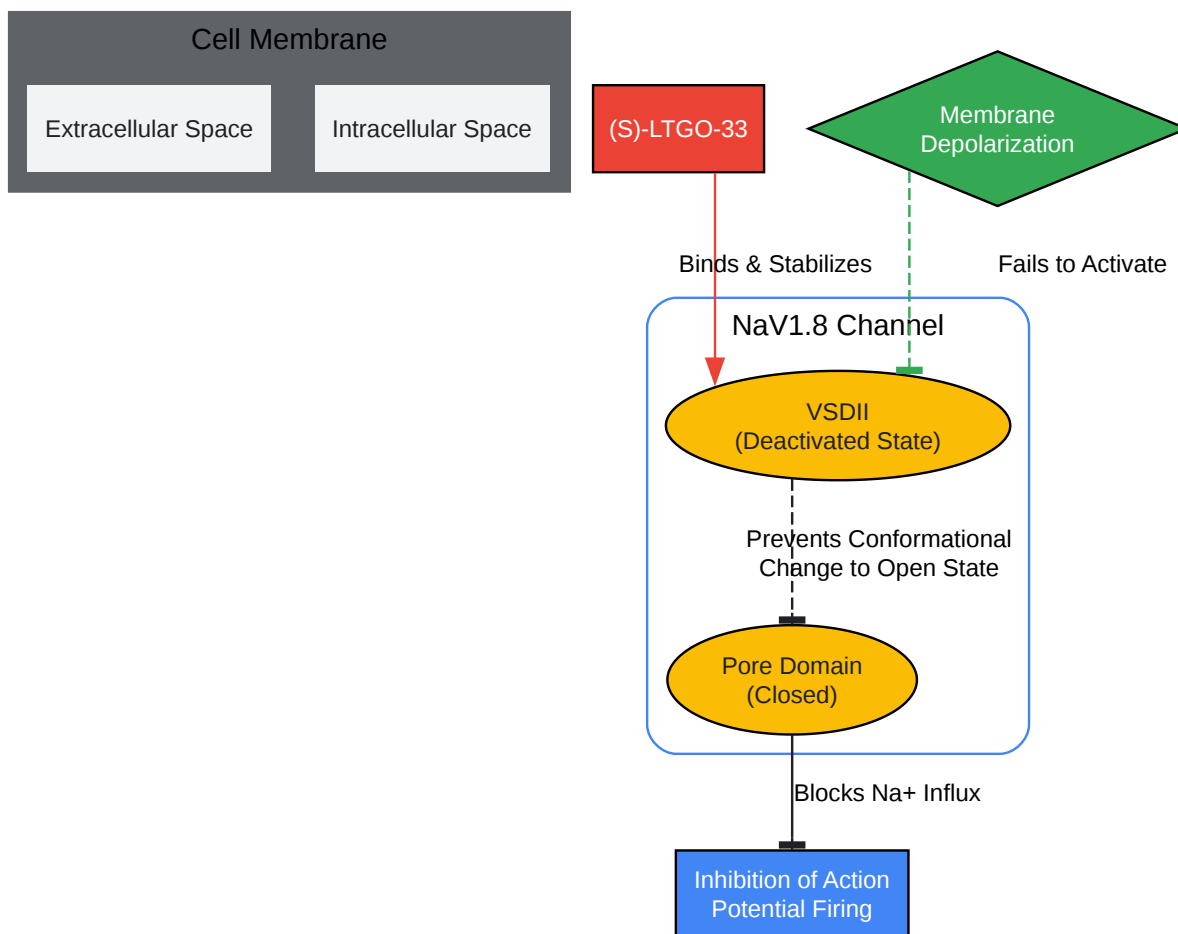 Cell Membrane
Extracellular Space
Intracellular Space
(S)-LTGO-33
Membrane
Depolarization
Binds & Stabilizes
Fails to Activate
NaV1.8 Channel
VSDII
(Deactivated State)
Prevents Conformational
Change to Open State
Pore Domain
(Closed)
Blocks Na+ Influx
Inhibition of Action
Potential Firing